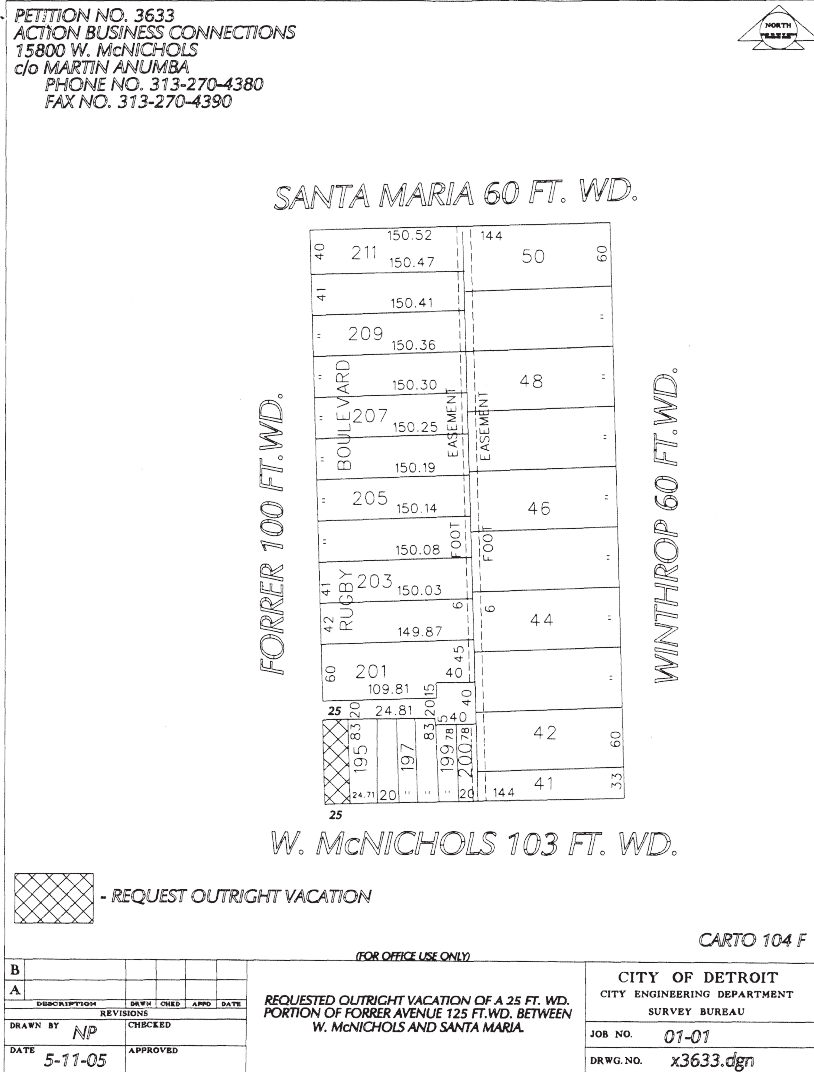 PETITION NO. 3633
ACTION BUSINESS CONNECTIONS
15800 W. McNICHOLS
c/o MARTIN ANUMBA
PHONE NO. 313-270-4380
FAX NO. 313-270-4390
NORTH
SANTA MARIA 60 FT. WD.
FORRER 100 FT.WD.
WINTHROP 60 FT.WD.
40 211 150.52 144 50 60
150.47
41 150.41
" 209 "
150.36
" 150.30 48 "
" 207 150.25 "
" 150.19
" 205 150.14 46 "
" 150.08 "
41 203 150.03
42 149.87 44 "
RUGBY BOULEVARD
6 FOOT EASEMENT
6 FOOT EASEMENT
60 201 40 45 "
109.81 15
25 20 24.81 20 40
5 40
83 195 197 83 199 78 200 78 42 60
24.71 20 " " " 20 144 41 33
25
W. McNICHOLS 103 FT. WD.
- REQUEST OUTRIGHT VACATION
CARTO 104 F
(FOR OFFICE USE ONLY)
B
A
DESCRIPTION DRWN CHKD APPD DATE
REVISIONS
DRAWN BY NP CHECKED
DATE 5-11-05 APPROVED
REQUESTED OUTRIGHT VACATION OF A 25 FT. WD.
PORTION OF FORRER AVENUE 125 FT.WD. BETWEEN
W. McNICHOLS AND SANTA MARIA.
CITY OF DETROIT
CITY ENGINEERING DEPARTMENT
SURVEY BUREAU
JOB NO. 01-01
DRWG. NO. x3633.dgn